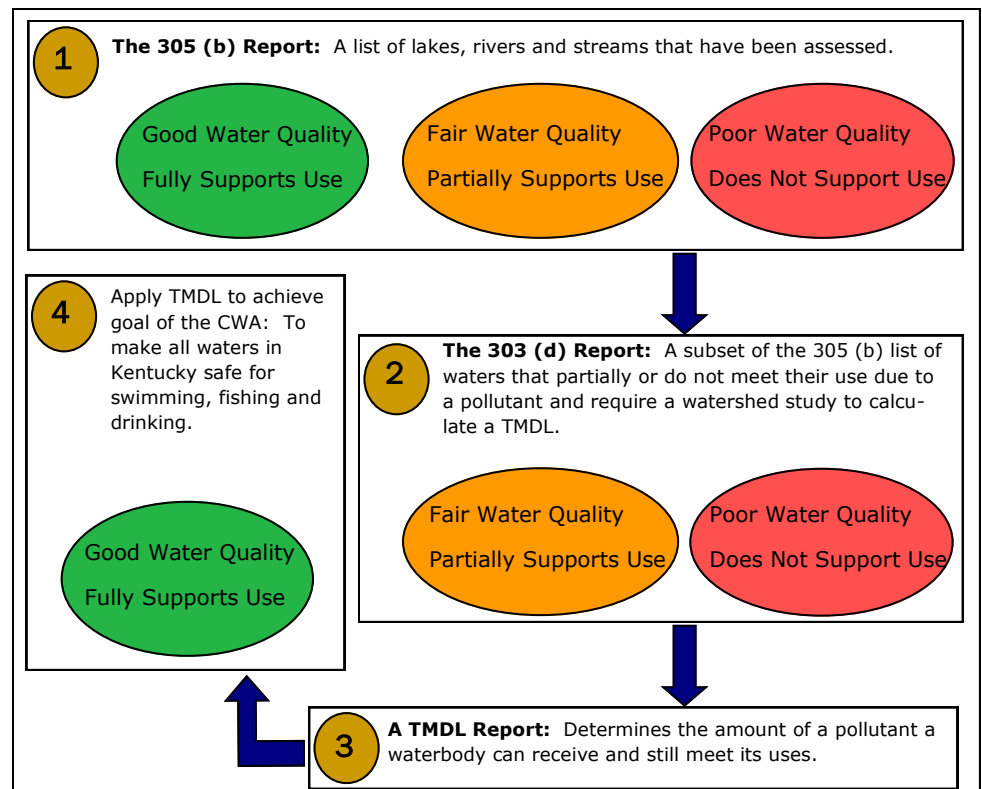 1
The 305 (b) Report: A list of lakes, rivers and streams that have been assessed.
Good Water Quality
Fully Supports Use
Fair Water Quality
Partially Supports Use
Poor Water Quality
Does Not Support Use
2
The 303 (d) Report: A subset of the 305 (b) list of
waters that partially or do not meet their use due to
a pollutant and require a watershed study to calcu-
late a TMDL.
Fair Water Quality
Partially Supports Use
Poor Water Quality
Does Not Support Use
3
A TMDL Report: Determines the amount of a pollutant a
waterbody can receive and still meet its uses.
4
Apply TMDL to achieve
goal of the CWA: To
make all waters in
Kentucky safe for
swimming, fishing and
drinking.
Good Water Quality
Fully Supports Use